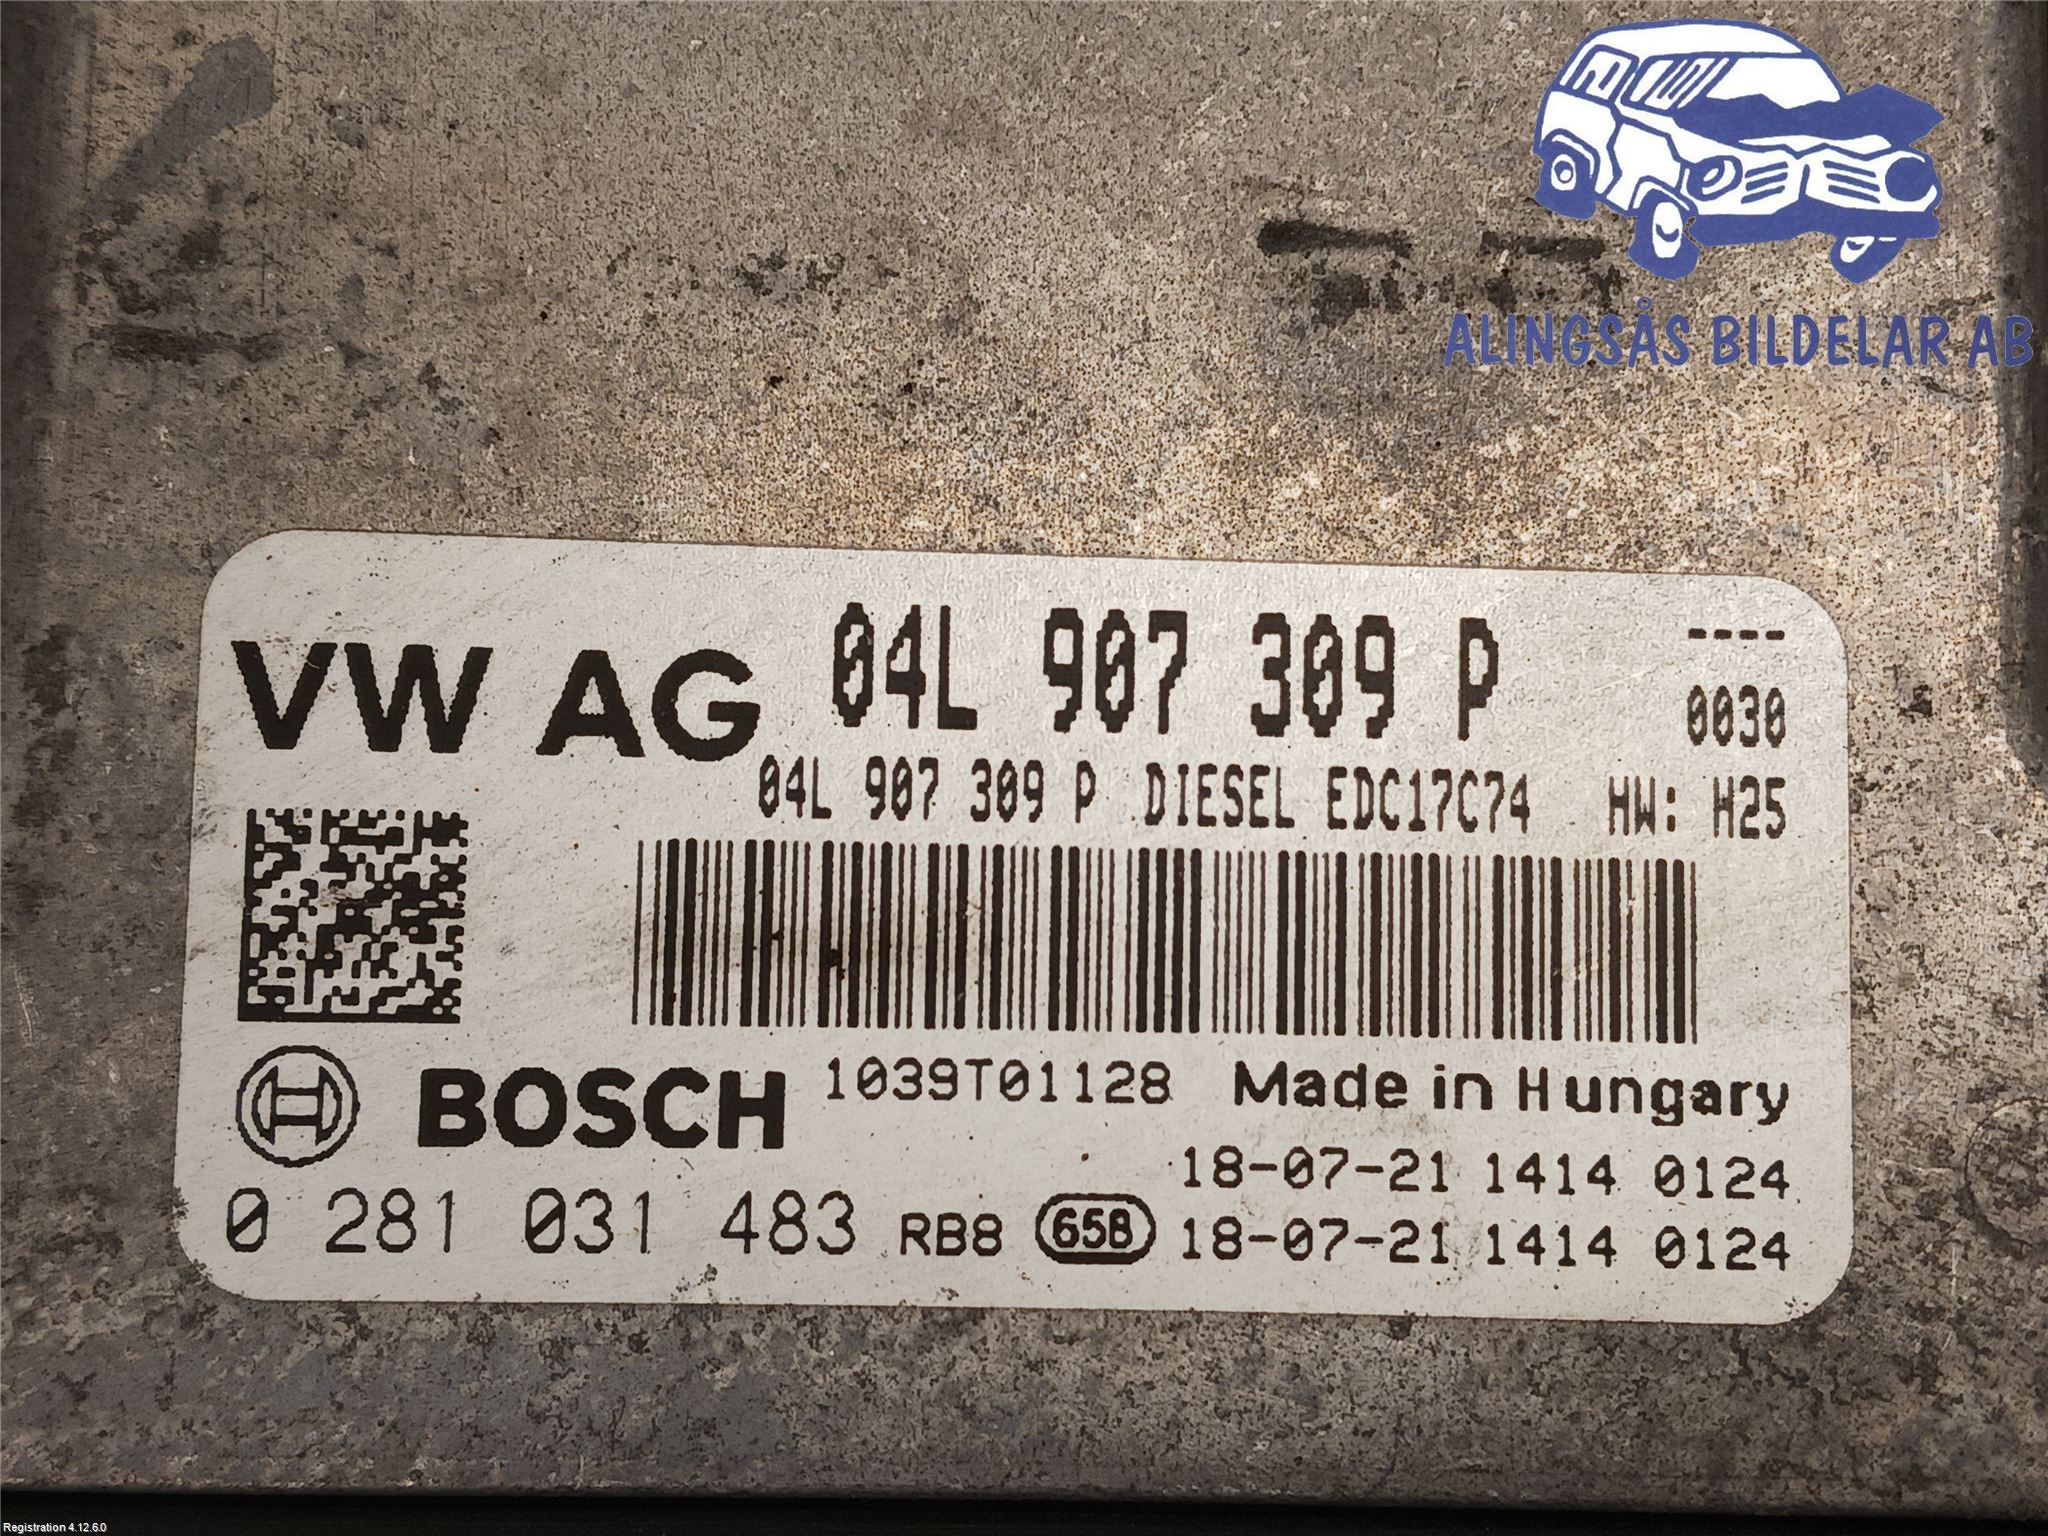 ALINGSÅS BILDELAR AB
VW AG 04L 907 309 P ----
0030
04L 907 309 P DIESEL EDC17C74 HW: H25
BOSCH 1039T01128 Made in Hungary
18-07-21 1414 0124
0 281 031 483 RB8 65B 18-07-21 1414 0124
Registration 4.12.6.0